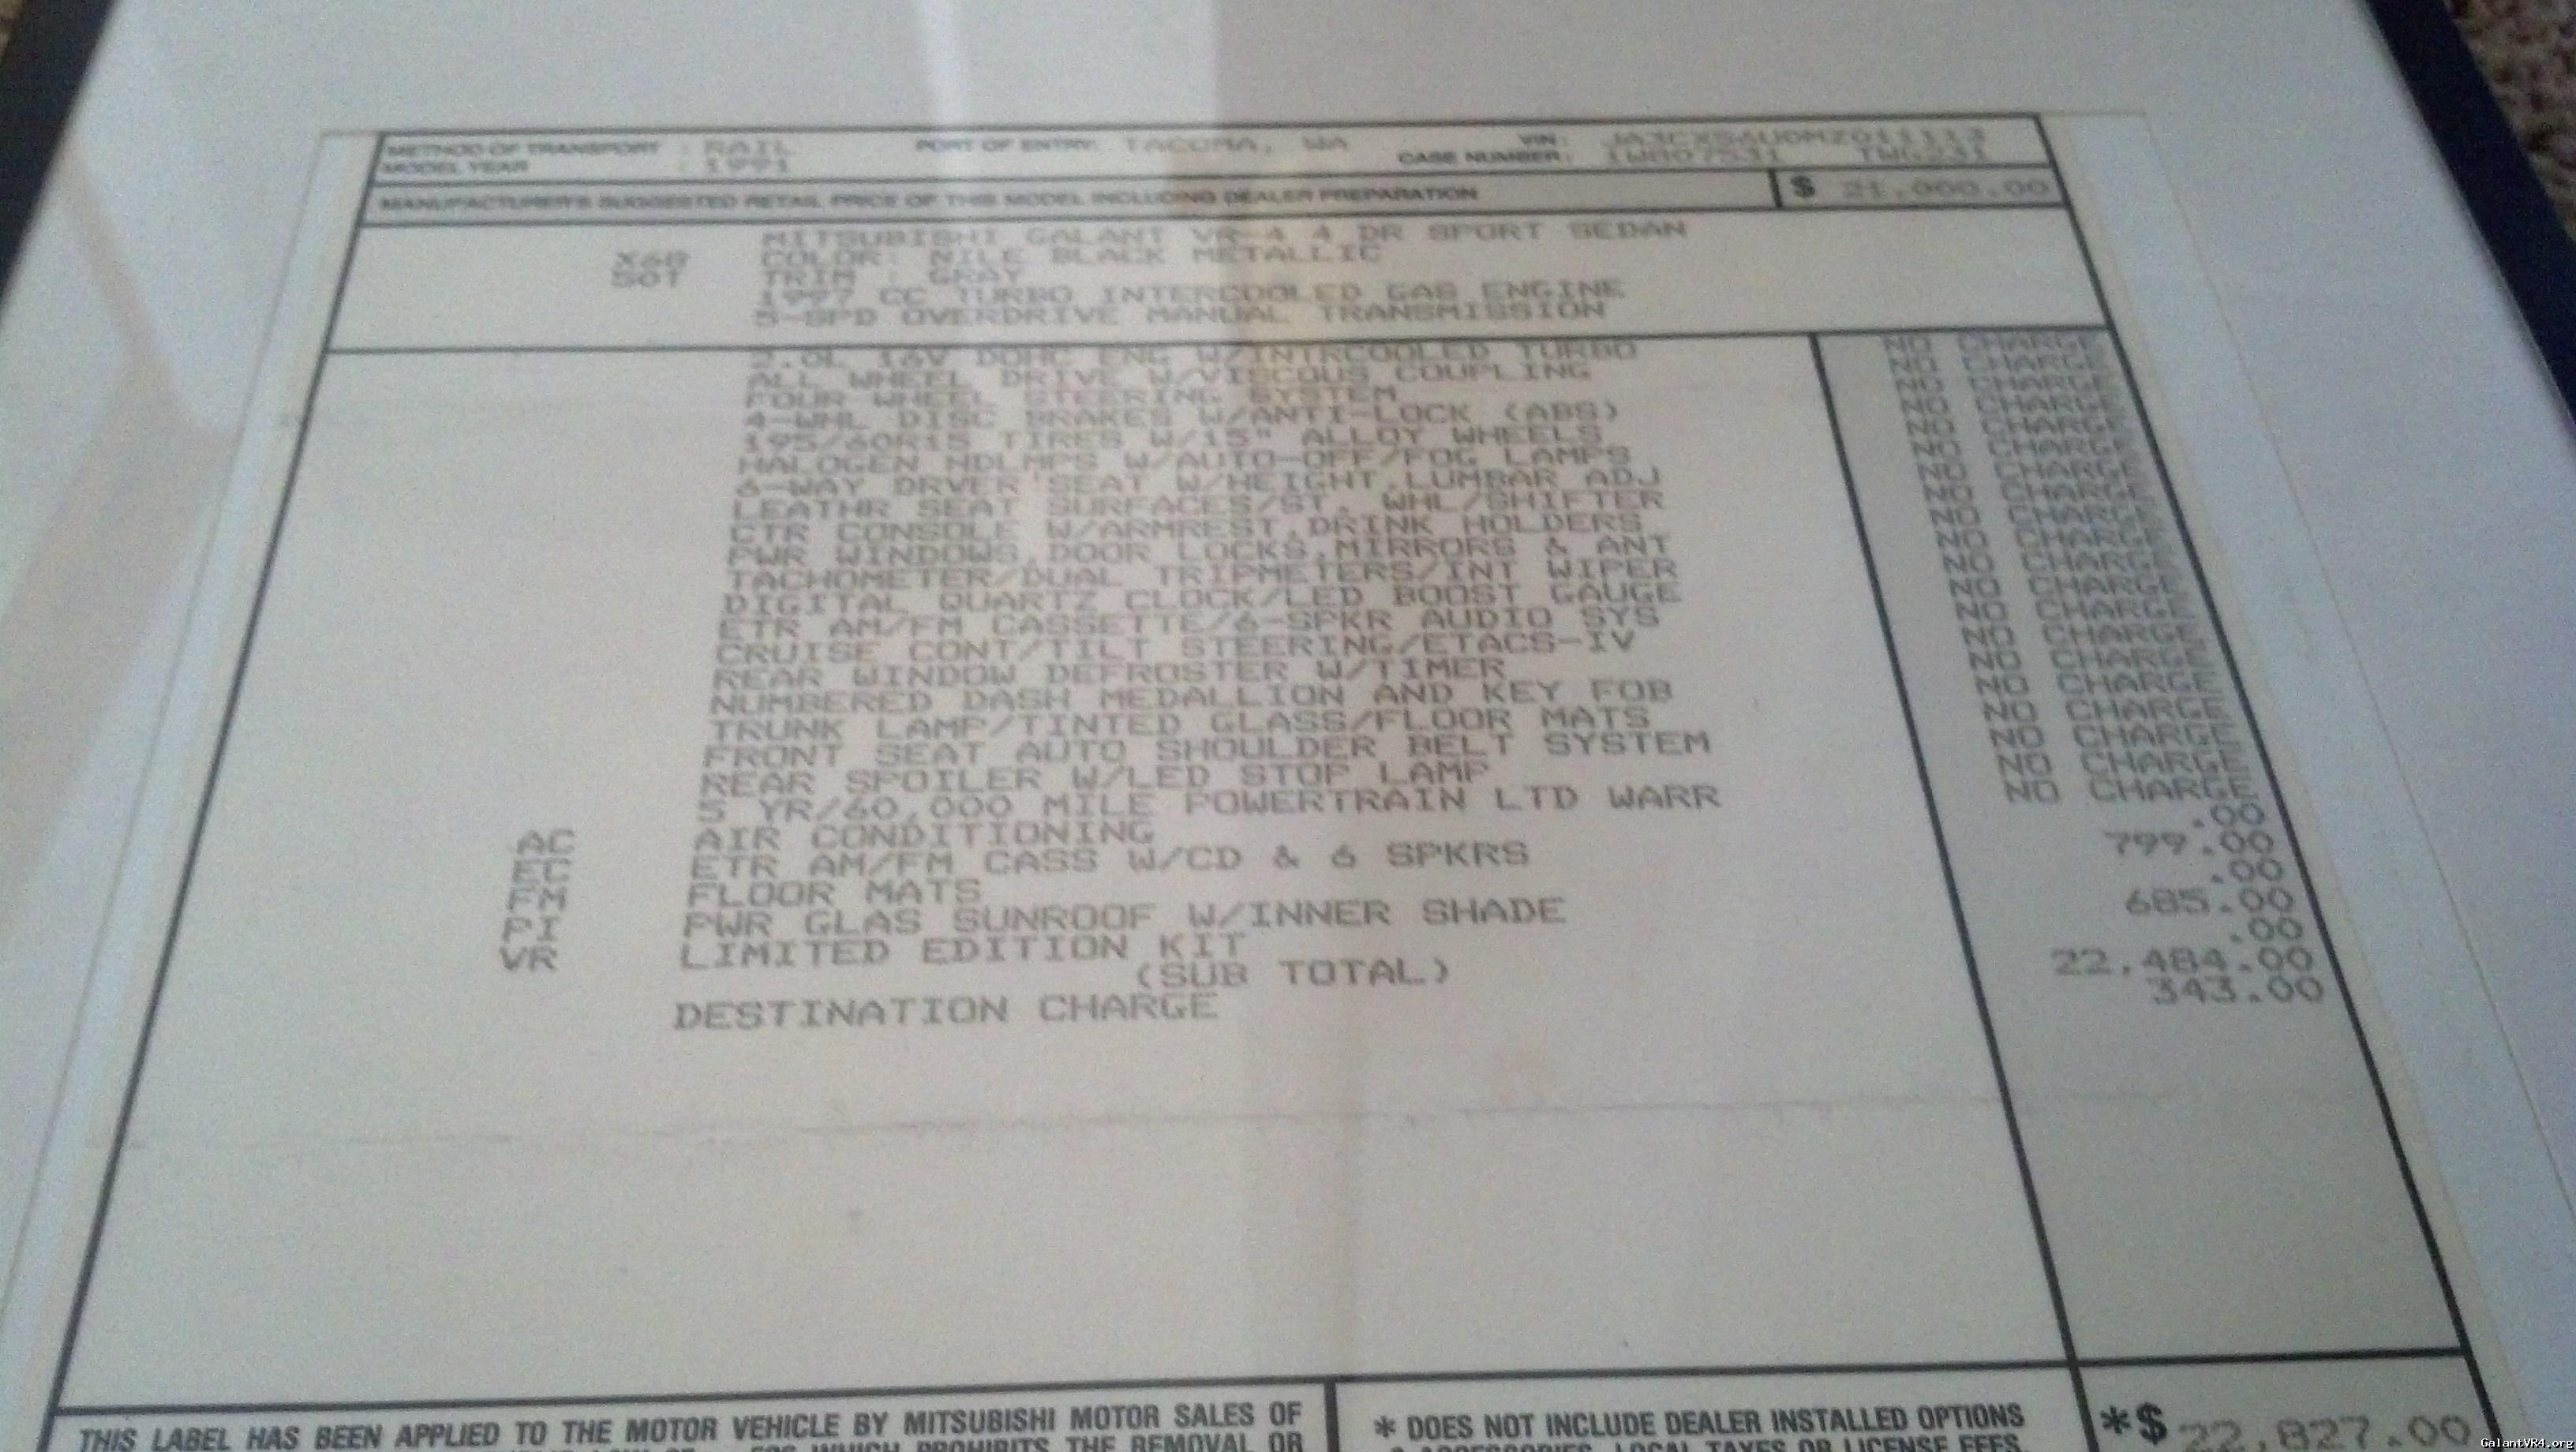 METHOD OF TRANSPORT : RAIL PORT OF ENTRY: TACOMA, WA VIN:
MODEL YEAR : 1991 CASE NUMBER:
MANUFACTURER'S SUGGESTED RETAIL PRICE OF THIS MODEL INCLUDING DEALER PREPARATION $ 21,000.00
MITSUBISHI GALANT VR-4 4 DR SPORT SEDAN
COLOR: NILE BLACK METALLIC
TRIM : GRAY
1997 CC TURBO INTERCOOLED GAS ENGINE
5-SPD OVERDRIVE MANUAL TRANSMISSION
2.0L 16V DOHC ENG W/INTRCOOLED TURBO NO CHARGE
ALL WHEEL DRIVE W/VISCOUS COUPLING NO CHARGE
FOUR WHEEL STEERING SYSTEM NO CHARGE
4-WHL DISC BRAKES W/ANTI-LOCK (ABS) NO CHARGE
195/60R15 TIRES W/15" ALLOY WHEELS NO CHARGE
HALOGEN HDLMPS W/AUTO-OFF/FOG LAMPS NO CHARGE
6-WAY DRVER SEAT W/HEIGHT,LUMBAR ADJ NO CHARGE
LEATHR SEAT SURFACES/ST. WHL/SHIFTER NO CHARGE
CTR CONSOLE W/ARMREST,DRINK HOLDERS NO CHARGE
PWR WINDOWS,DOOR LOCKS,MIRRORS & ANT NO CHARGE
TACHOMETER/DUAL TRIPMETERS/INT WIPER NO CHARGE
DIGITAL QUARTZ CLOCK/LED BOOST GAUGE NO CHARGE
ETR AM/FM CASSETTE/6-SPKR AUDIO SYS NO CHARGE
CRUISE CONT/TILT STEERING/ETACS-IV NO CHARGE
REAR WINDOW DEFROSTER W/TIMER NO CHARGE
NUMBERED DASH MEDALLION AND KEY FOB NO CHARGE
TRUNK LAMP/TINTED GLASS/FLOOR MATS NO CHARGE
FRONT SEAT AUTO SHOULDER BELT SYSTEM NO CHARGE
REAR SPOILER W/LED STOP LAMP NO CHARGE
5 YR/60,000 MILE POWERTRAIN LTD WARR NO CHARGE
AC AIR CONDITIONING .00
EC ETR AM/FM CASS W/CD & 6 SPKRS 799.00
FM FLOOR MATS .00
PI PWR GLAS SUNROOF W/INNER SHADE 685.00
VR LIMITED EDITION KIT .00
(SUB TOTAL) 22,484.00
DESTINATION CHARGE 343.00
THIS LABEL HAS BEEN APPLIED TO THE MOTOR VEHICLE BY MITSUBISHI MOTOR SALES OF
* DOES NOT INCLUDE DEALER INSTALLED OPTIONS
*$ 22,827.00
WHICH PROHIBITS THE REMOVAL OR
LOCAL TAXES OR LICENSE FEES.
GalantVR4.org